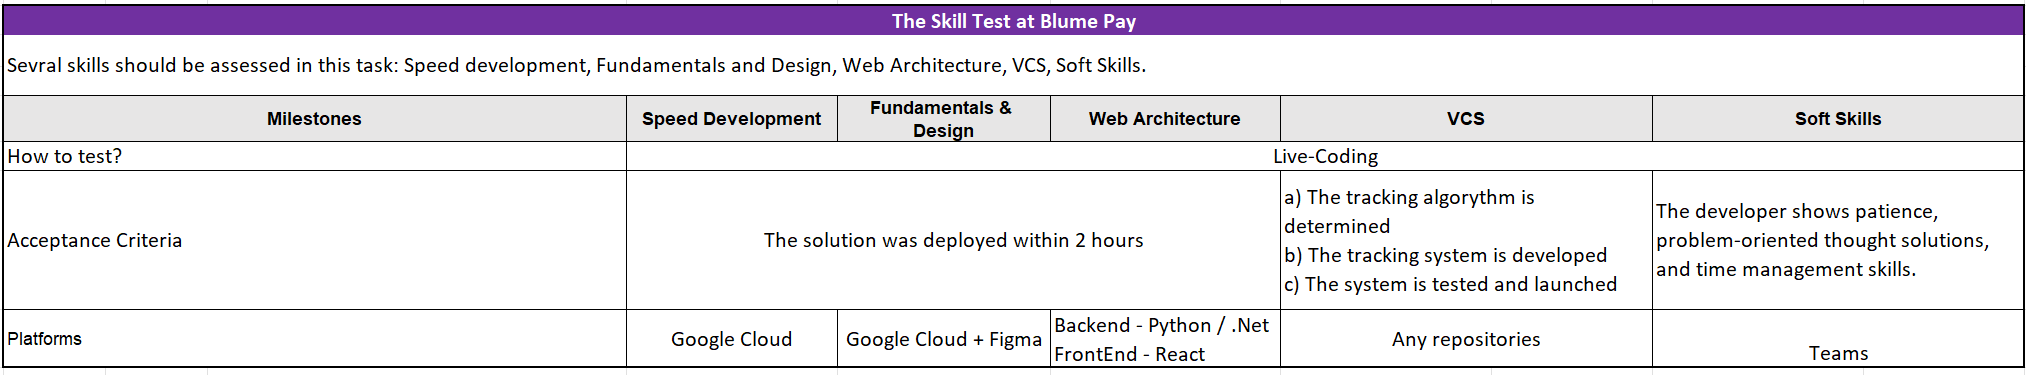 The Skill Test at Blume Pay
Sevral skills should be assessed in this task: Speed development, Fundamentals and Design, Web Architecture, VCS, Soft Skills.
Milestones
Speed Development
Fundamentals &
Design
Web Architecture
VCS
Soft Skills
How to test?
Live-Coding
Acceptance Criteria
The solution was deployed within 2 hours
a) The tracking algorythm is
determined
b) The tracking system is developed
c) The system is tested and launched
The developer shows patience,
problem-oriented thought solutions,
and time management skills.
Platforms
Google Cloud
Google Cloud + Figma
Backend - Python / .Net
FrontEnd - React
Any repositories
Teams